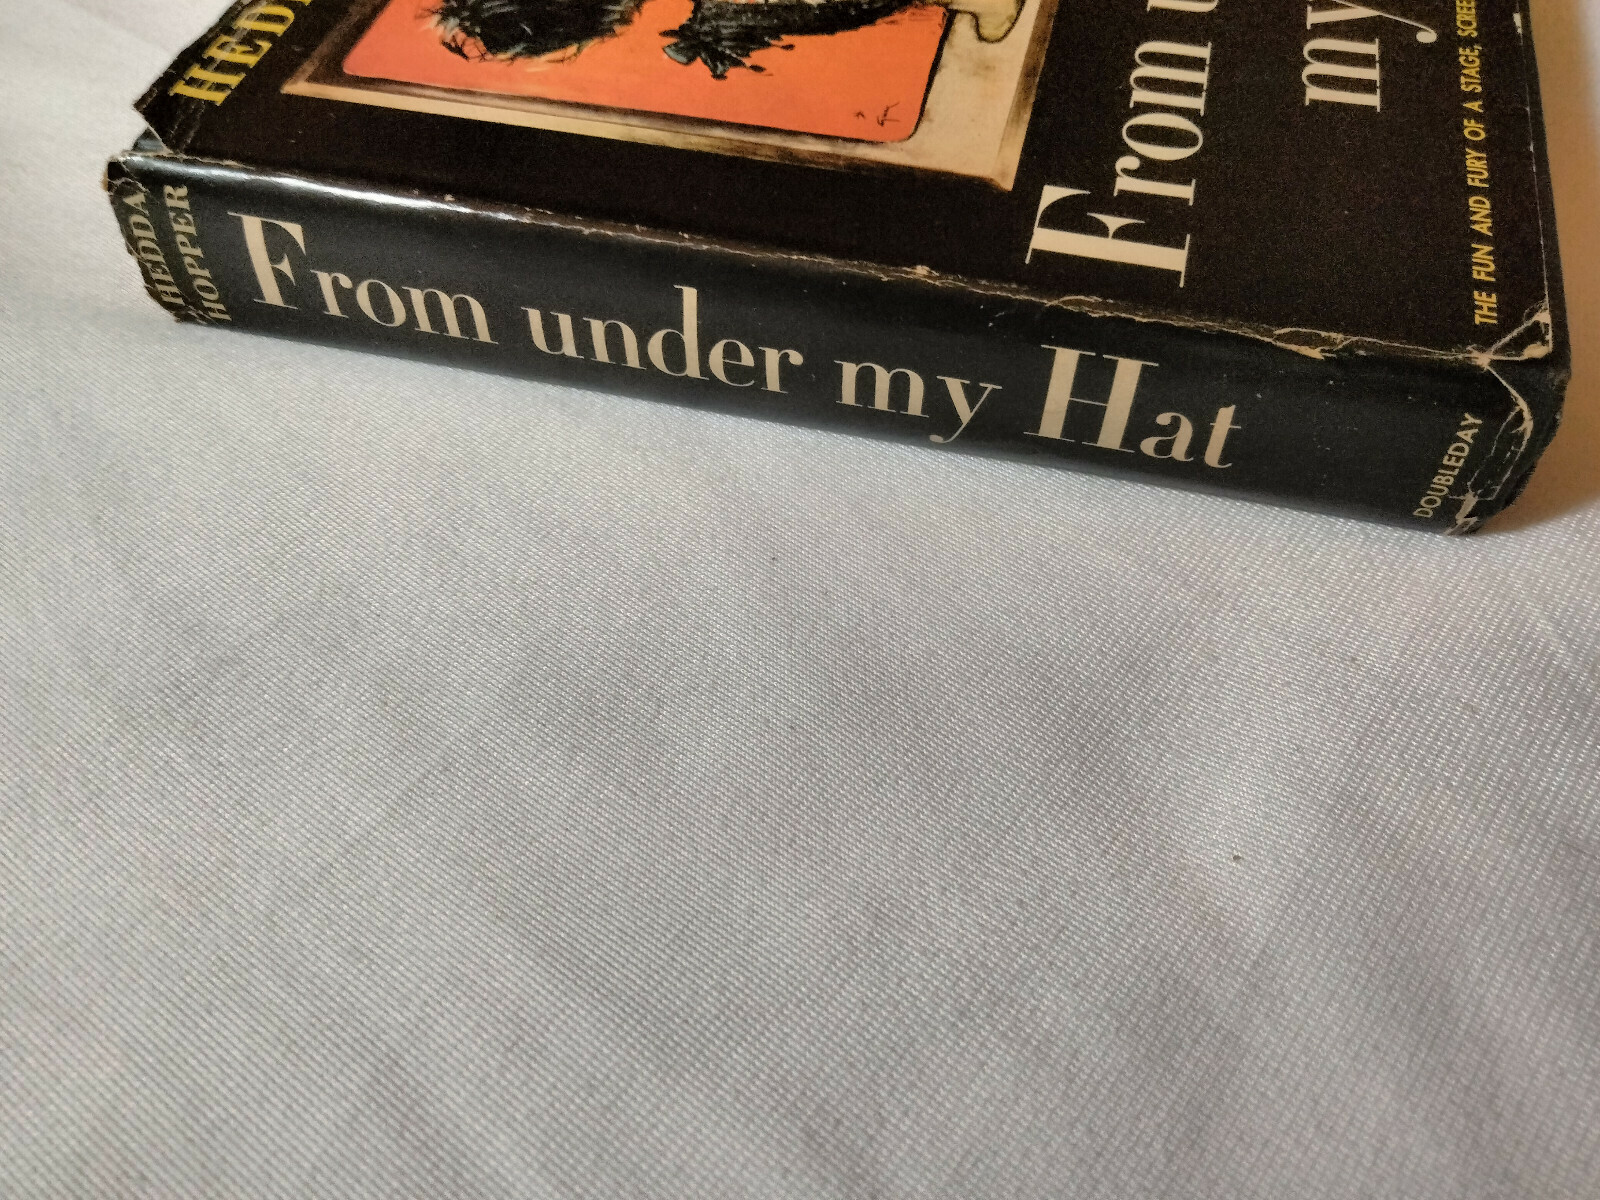 HEDDA
HOPPER
From under my Hat
DOUBLEDAY
From
my
THE FUN AND FURY OF A STAGE,